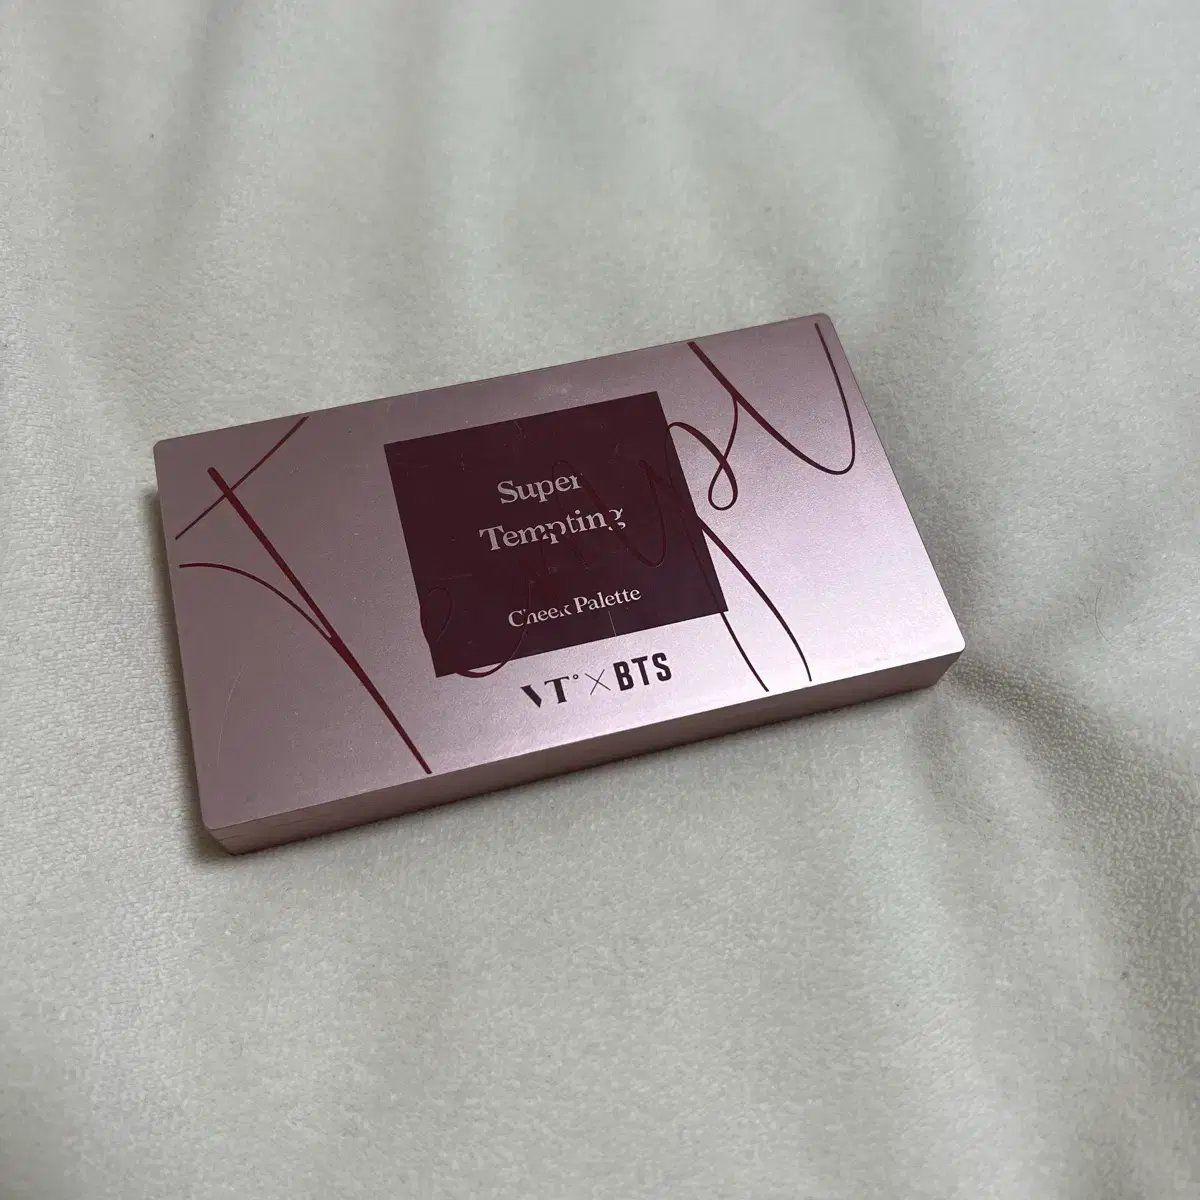 Super
Tempting
Cheek Palette
VT × BTS